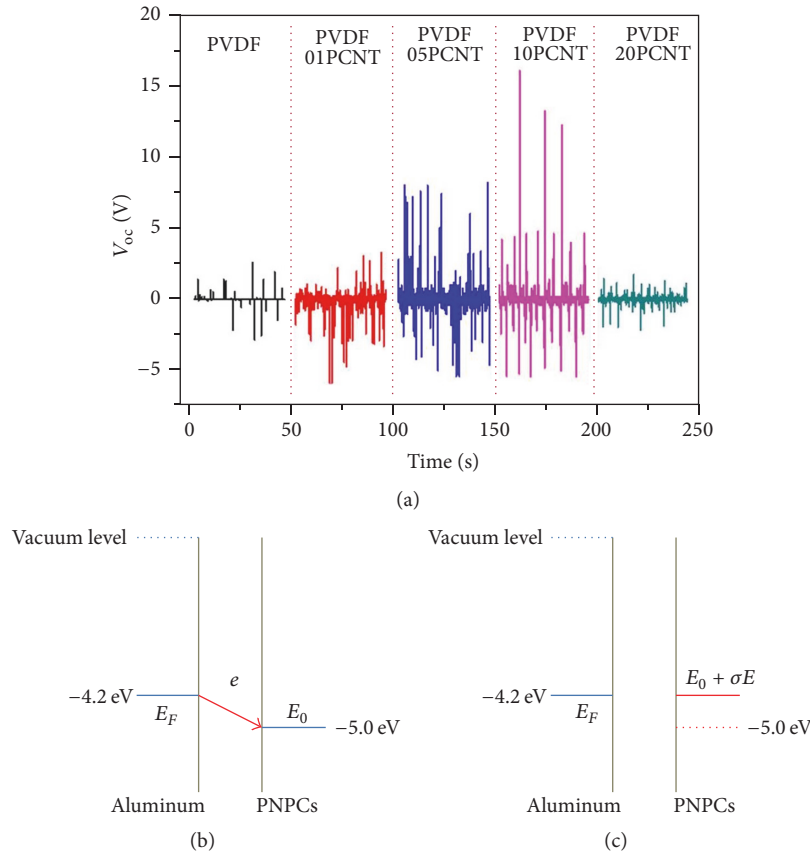 20
PVDF
PVDF
01PCNT
PVDF
05PCNT
PVDF
10PCNT
PVDF
20PCNT
15
10
5
0
−5
V_oc (V)
0 50 100 150 200 250
Time (s)
(a)
Vacuum level
−4.2 eV
E_F
e
E_0
−5.0 eV
Aluminum PNPCs
(b)
Vacuum level
−4.2 eV
E_F
E_0 + σE
−5.0 eV
Aluminum PNPCs
(c)